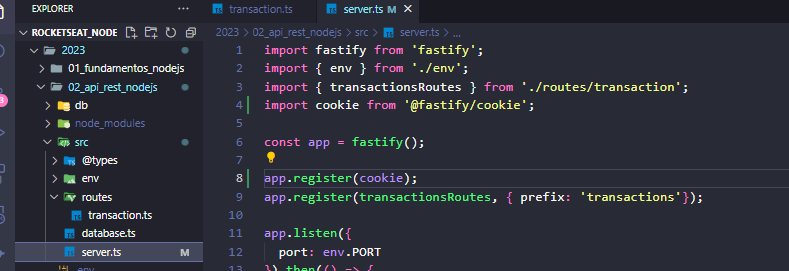 EXPLORER
transaction.ts
server.ts M
ROCKETSEAT_NODE
2023 > 02_api_rest_nodejs > src > server.ts > ...
2023
01_fundamentos_nodejs
02_api_rest_nodejs
db
node_modules
src
@types
env
routes
transaction.ts
database.ts
server.ts M
.env
1 import fastify from 'fastify';
2 import { env } from './env';
3 import { transactionsRoutes } from './routes/transaction';
4 import cookie from '@fastify/cookie';
5
6 const app = fastify();
7
8 app.register(cookie);
9 app.register(transactionsRoutes, { prefix: 'transactions'});
10
11 app.listen({
12 port: env.PORT
13 }).then(() => {